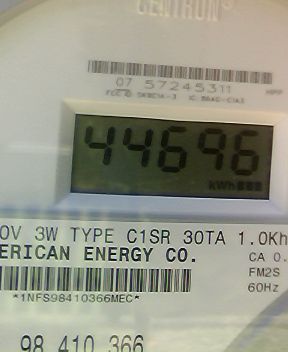 CENTRON®
07 57245311
44696
kWh
0V 3W TYPE C1SR 30TA 1.0Kh
ERICAN ENERGY CO.
CA 0.
FM2S
60Hz
*1NFS98410366MEC*
98 410 366